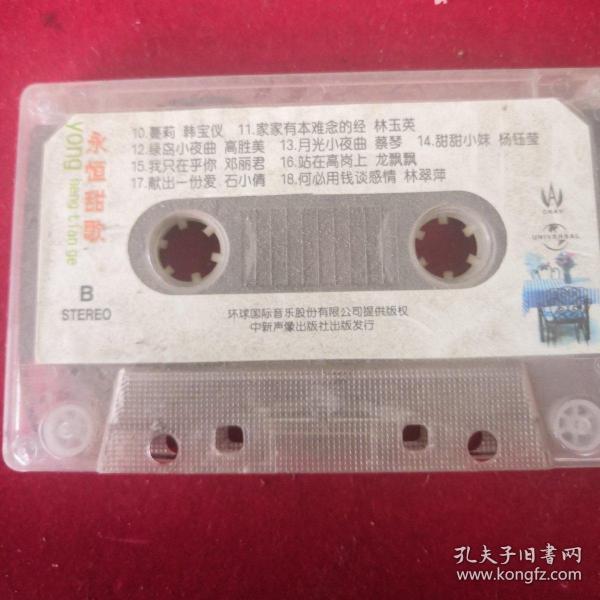 永恒甜歌
yong heng tian ge
10.蔓莉 韩宝仪 11.家家有本难念的经 林玉英
12.绿岛小夜曲 高胜美 13.月光小夜曲 蔡琴 14.甜甜小妹 杨钰莹
15.我只在乎你 邓丽君 16.站在高岗上 龙飘飘
17.献出一份爱 石小倩 18.何必用钱谈感情 林翠萍
UNIVERSAL
B
STEREO
环球国际音乐股份有限公司提供版权
中新声像出版社出版发行
孔夫子旧书网
www.kongfz.com